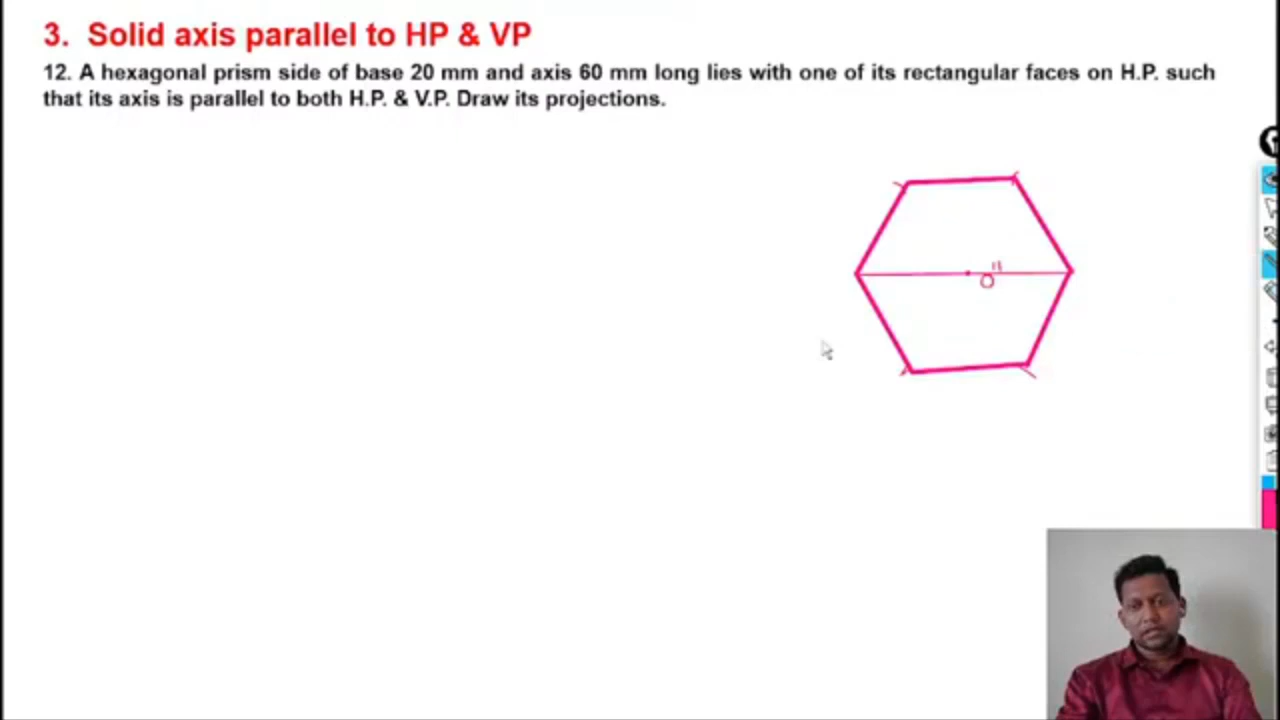 3. Solid axis parallel to HP & VP
12. A hexagonal prism side of base 20 mm and axis 60 mm long lies with one of its rectangular faces on H.P. such
that its axis is parallel to both H.P. & V.P. Draw its projections.
o"